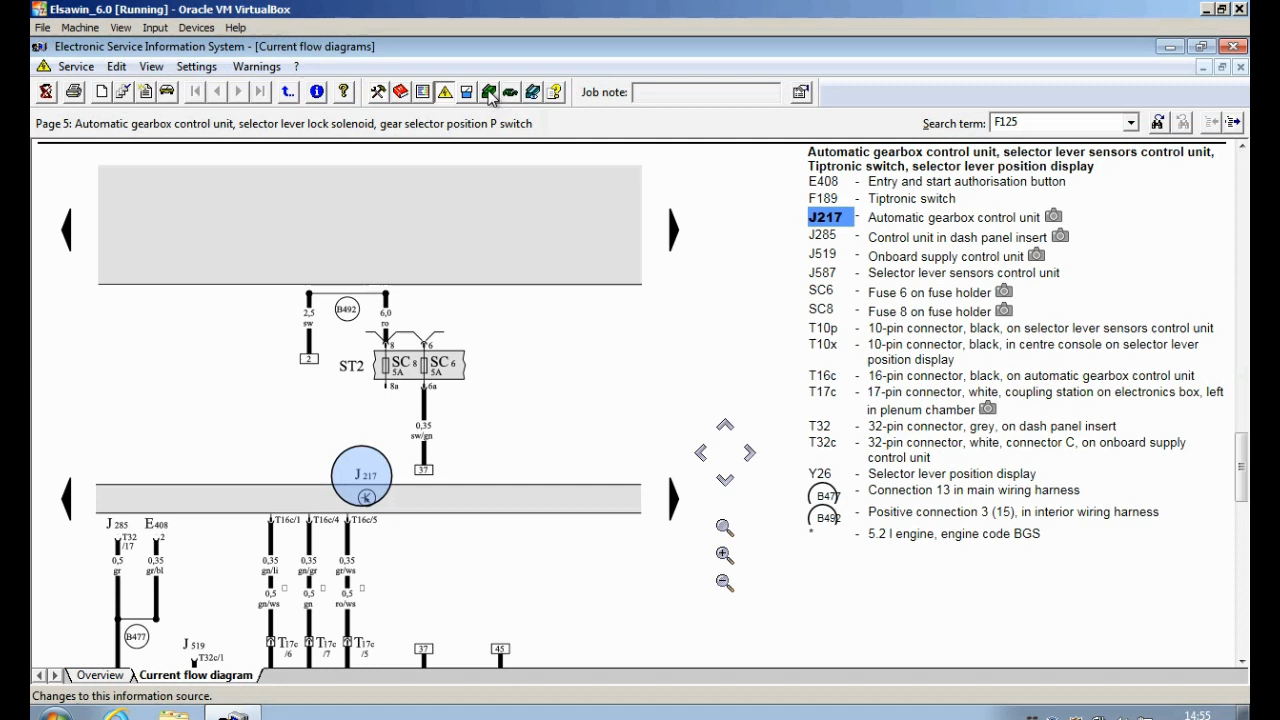 Elsawin_6.0 [Running] - Oracle VM VirtualBox
File Machine View Input Devices Help
Electronic Service Information System - [Current flow diagrams]
Service Edit View Settings Warnings ?
Job note:
Page 5: Automatic gearbox control unit, selector lever lock solenoid, gear selector position P switch
Search term: F125
Automatic gearbox control unit, selector lever sensors control unit,
Tiptronic switch, selector lever position display
E408 - Entry and start authorisation button
F189 - Tiptronic switch
J217 - Automatic gearbox control unit
J285 - Control unit in dash panel insert
J519 - Onboard supply control unit
J587 - Selector lever sensors control unit
SC6 - Fuse 6 on fuse holder
SC8 - Fuse 8 on fuse holder
T10p - 10-pin connector, black, on selector lever sensors control unit
T10x - 10-pin connector, black, in centre console on selector lever
position display
T16c - 16-pin connector, black, on automatic gearbox control unit
T17c - 17-pin connector, white, coupling station on electronics box, left
in plenum chamber
T32 - 32-pin connector, grey, on dash panel insert
T32c - 32-pin connector, white, connector C, on onboard supply
control unit
Y26 - Selector lever position display
B477 - Connection 13 in main wiring harness
B492 - Positive connection 3 (15), in interior wiring harness
* - 5.2 l engine, engine code BGS
B492
2,5 6,0
sw ro
8 6
2
ST2 SC 8 SC 6
5A 5A
8a 6a
0,35
sw/gn
37
J 217
K
J 285 E408 T16c/1 T16c/4 T16c/5
T32 2
/17
0,5 0,35 0,35 0,35 0,35
gr gr/bl gn/li gn/gr gr/ws
0,5 0,5 0,5
gn/ws gn ro/ws
B477
J 519 T17c T17c T17c 37 45
/6 /7 /5
T32c/1
Overview Current flow diagram
Changes to this information source.
14:55